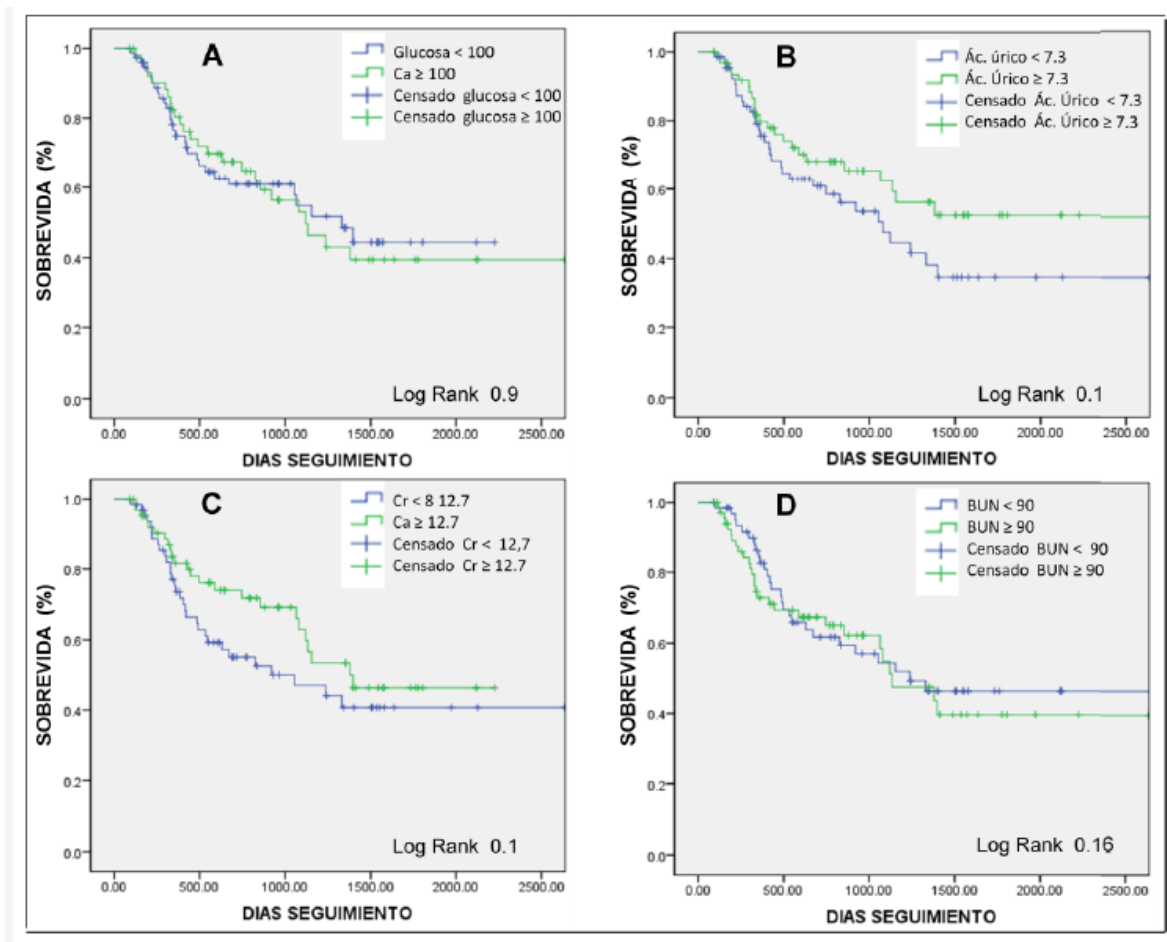 A
Glucosa < 100
Ca ≥ 100
Censado glucosa < 100
Censado glucosa ≥ 100
SOBREVIDA (%)
1.0
0.8
0.6
0.4
0.2
0.0
Log Rank 0.9
0.00 500.00 1000.00 1500.00 2000.00 2500.00
DIAS SEGUIMIENTO
B
Ác. úrico < 7.3
Ác. Úrico ≥ 7.3
Censado Ác. Úrico < 7.3
Censado Ác. Úrico ≥ 7.3
SOBREVIDA (%)
1.0
0.8
0.6
0.4
0.2
0.0
Log Rank 0.1
0.00 500.00 1000.00 1500.00 2000.00 2500.00
DIAS SEGUIMIENTO
C
Cr < 8 12.7
Ca ≥ 12.7
Censado Cr < 12,7
Censado Cr ≥ 12.7
SOBREVIDA (%)
1.0
0.8
0.6
0.4
0.2
0.0
Log Rank 0.1
0.00 500.00 1000.00 1500.00 2000.00 2500.00
DIAS SEGUIMIENTO
D
BUN < 90
BUN ≥ 90
Censado BUN < 90
Censado BUN ≥ 90
SOBREVIDA (%)
1.0
0.8
0.6
0.4
0.2
0.0
Log Rank 0.16
0.00 500.00 1000.00 1500.00 2000.00 2500.00
DIAS SEGUIMIENTO